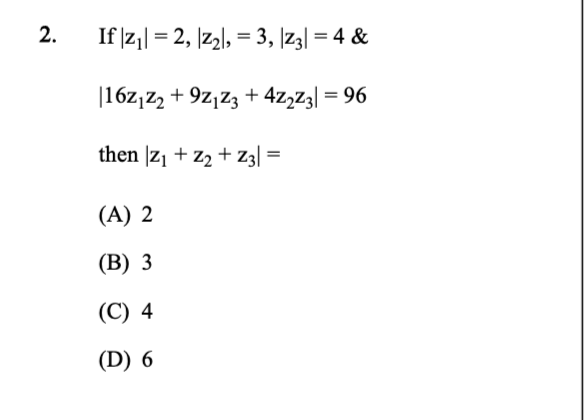 2. If |z₁| = 2, |z₂|, = 3, |z₃| = 4 &
|16z₁z₂ + 9z₁z₃ + 4z₂z₃| = 96
then |z₁ + z₂ + z₃| =
(A) 2
(B) 3
(C) 4
(D) 6